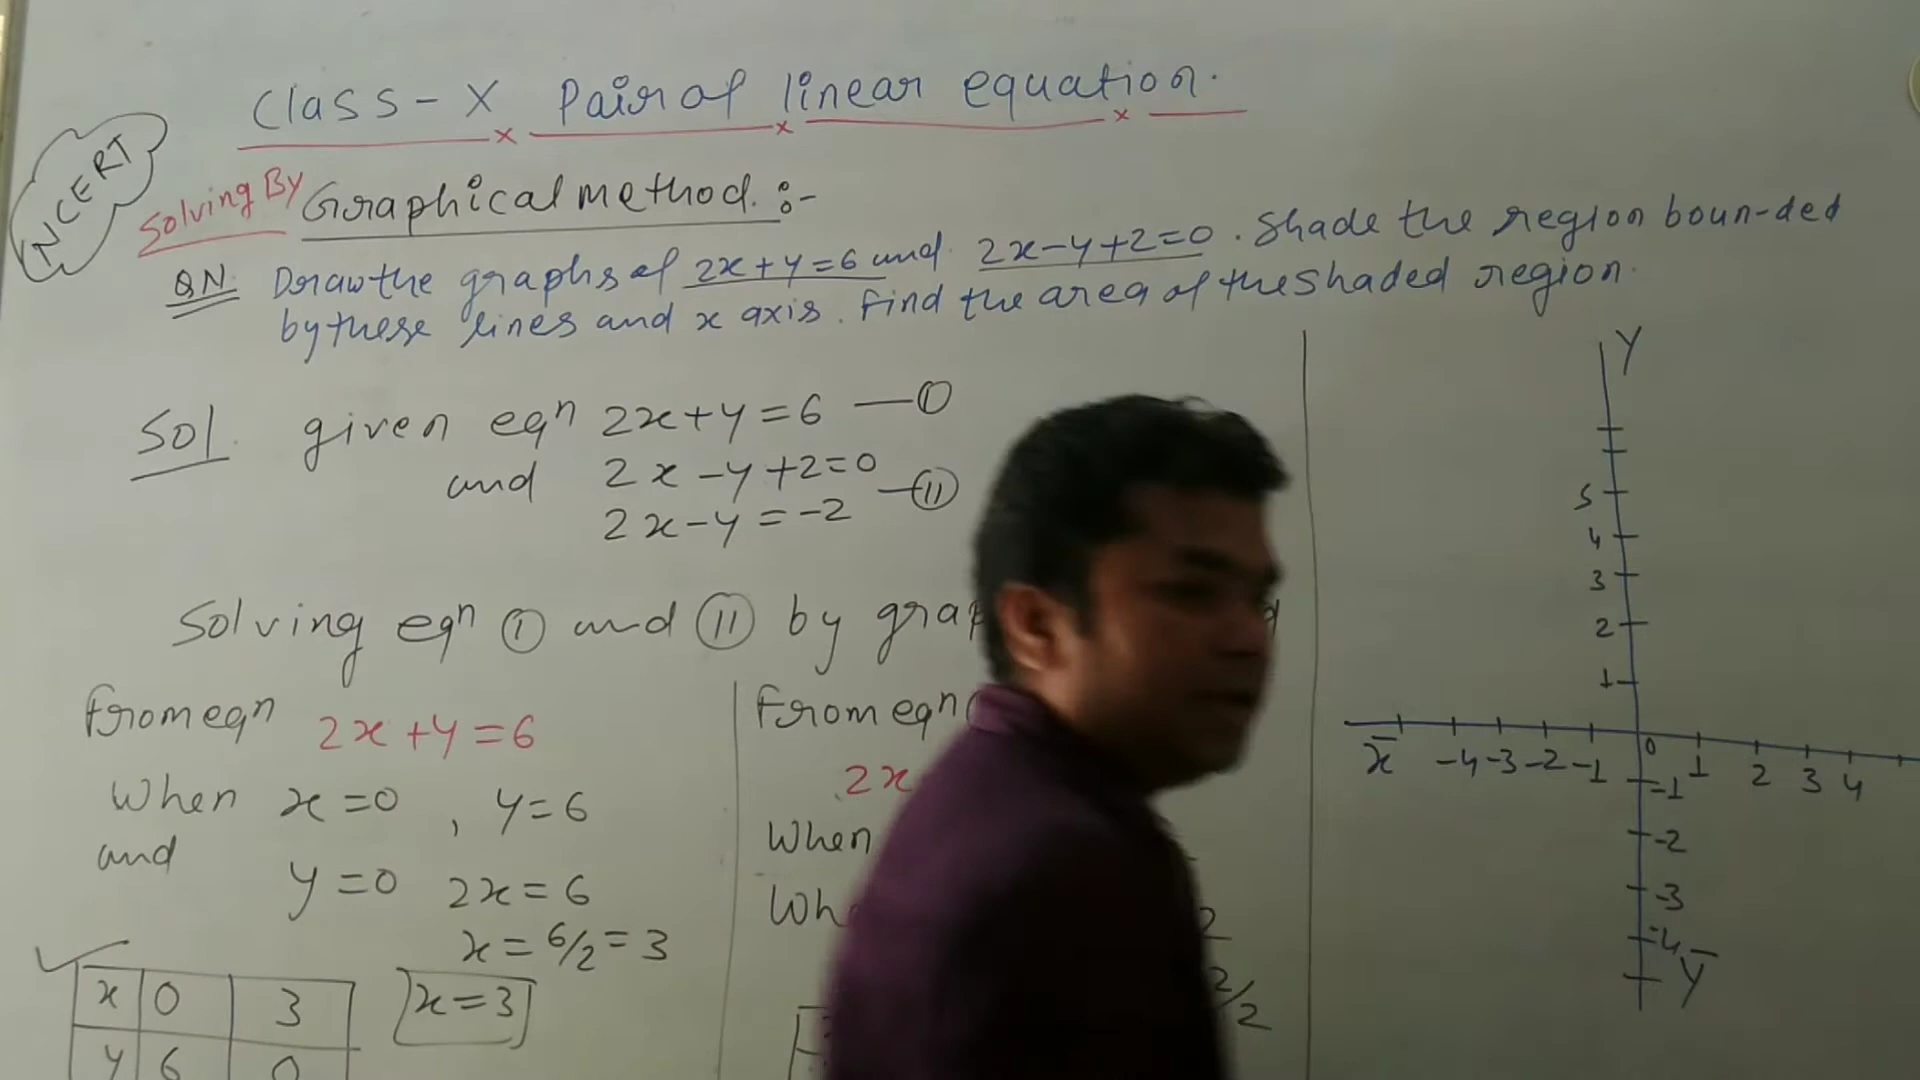 Class - X Pair of linear equation.
NCERT
Solving By Graphical method :-
QN. Draw the graphs of 2x+y=6 and 2x-y+2=0. Shade the region boun-ded
by these lines and x axis. Find the area of the shaded region.
Sol. given eqn 2x+y=6 —(I)
and 2x-y+2=0
2x-y=-2 —(II)
Solving eqn (I) and (II) by
From eqn 2x+y=6
When x=0, y=6
and y=0 2x=6
x=6/2=3
x 0 3
y 6 0
x=3
From eqn
2x
When
Y
5
4
3
2
1
x̄ -4 -3 -2 -1 0 1 2 3 4
-1
-2
-3
-4
Ȳ